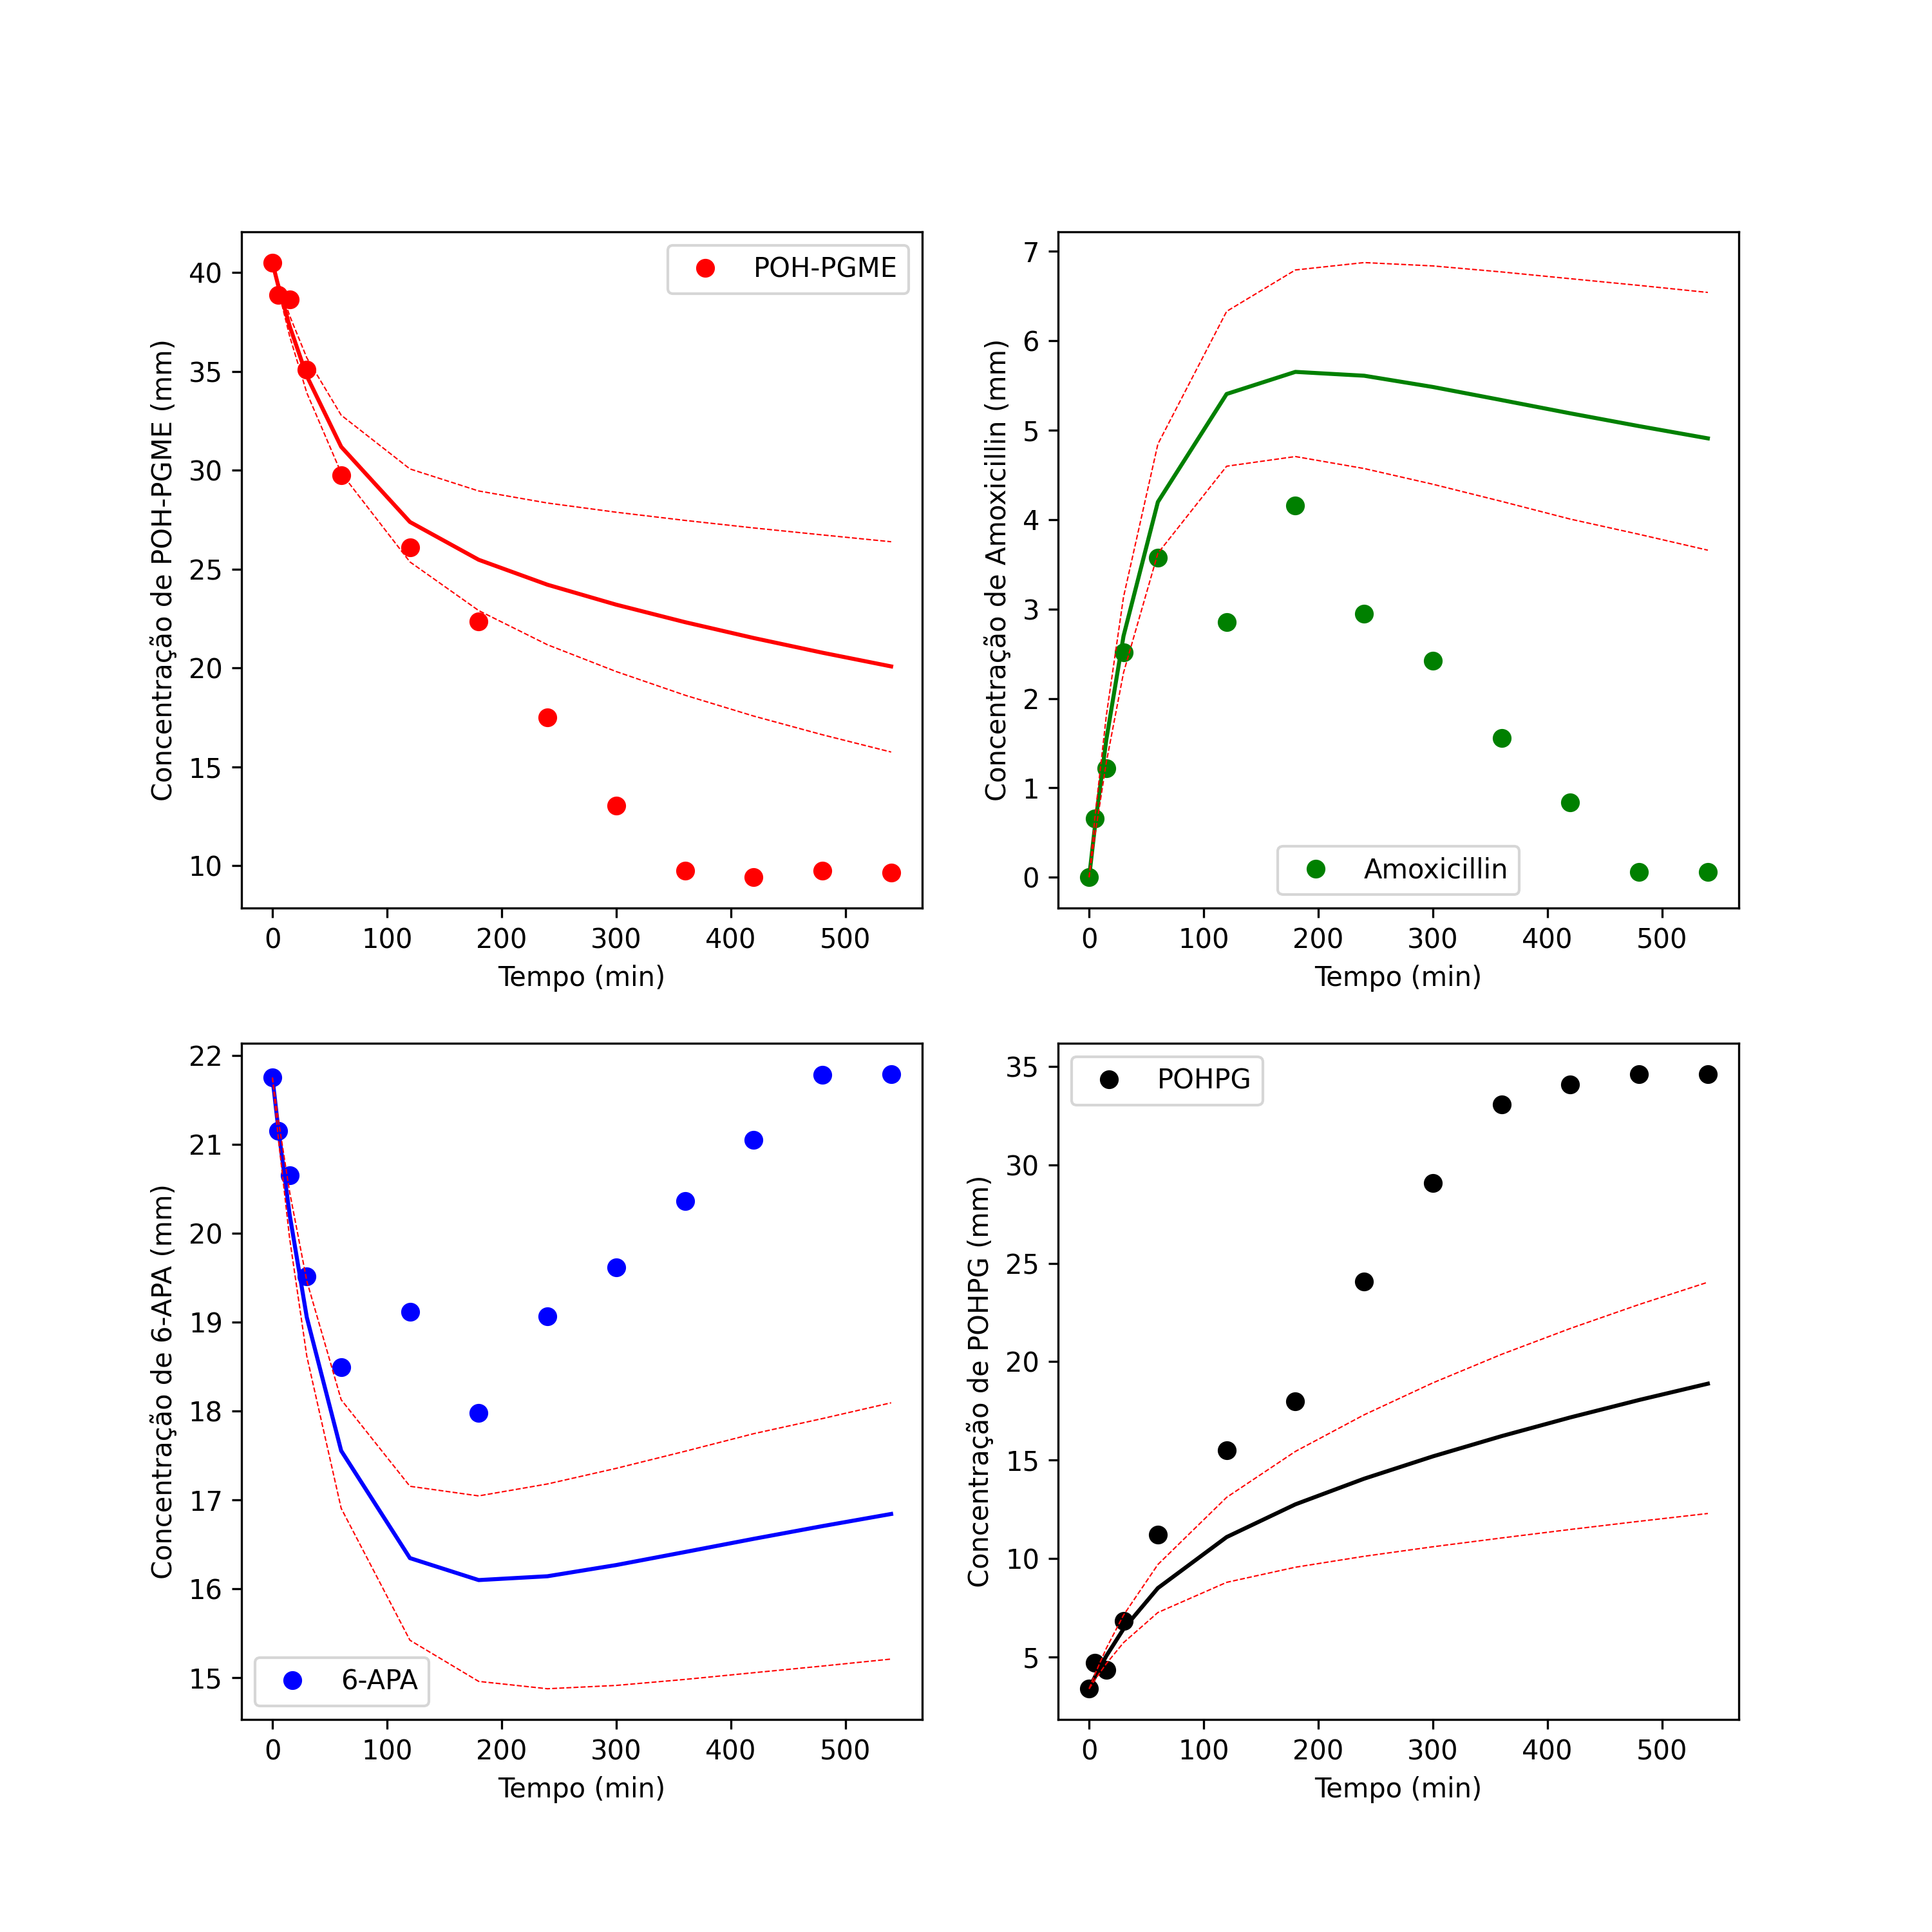 40
35
30
25
20
15
10
Concentração de POH-PGME (mm)
POH-PGME
0 100 200 300 400 500
Tempo (min)
7
6
5
4
3
2
1
0
Concentração de Amoxicillin (mm)
Amoxicillin
0 100 200 300 400 500
Tempo (min)
22
21
20
19
18
17
16
15
Concentração de 6-APA (mm)
6-APA
0 100 200 300 400 500
Tempo (min)
35
30
25
20
15
10
5
Concentração de POHPG (mm)
POHPG
0 100 200 300 400 500
Tempo (min)